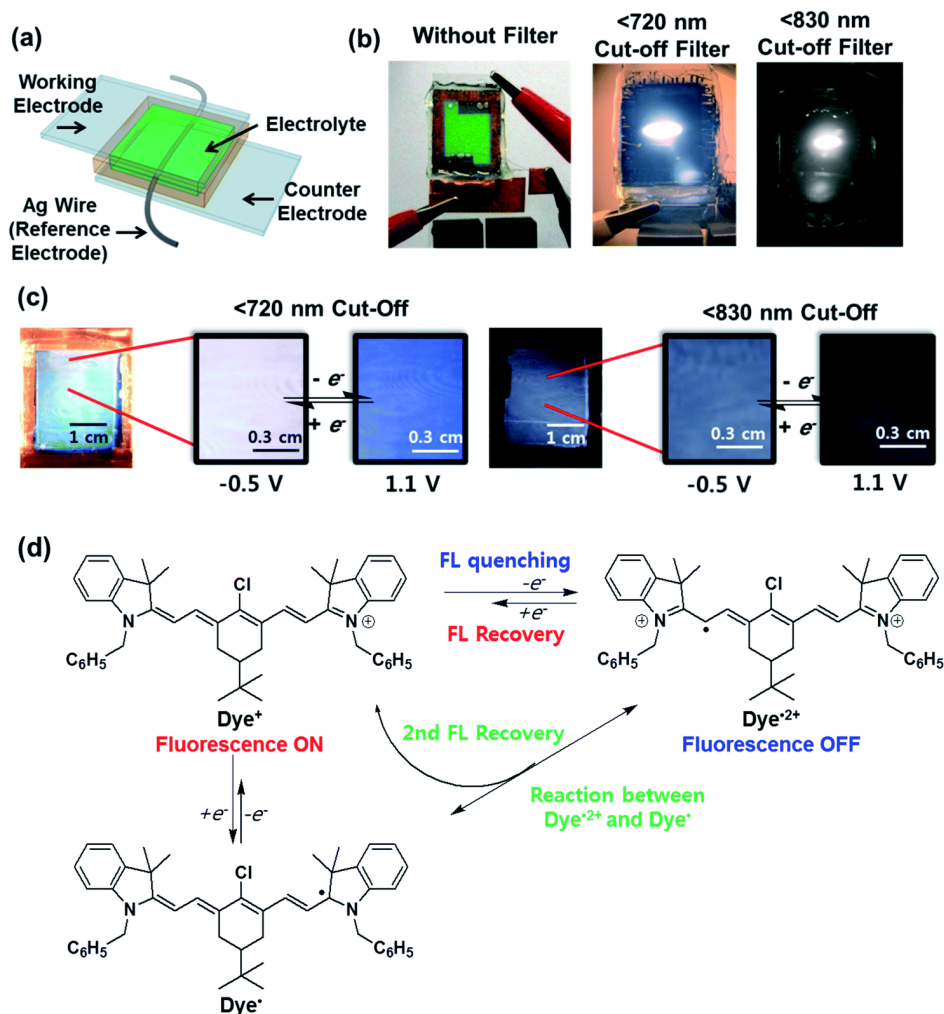 (a)
Working
Electrode
Electrolyte
Counter
Electrode
Ag Wire
(Reference
Electrode)
(b)
Without Filter
<720 nm
Cut-off Filter
<830 nm
Cut-off Filter
(c)
<720 nm Cut-Off
1 cm
0.3 cm
-0.5 V
- e-
+ e-
0.3 cm
1.1 V
<830 nm Cut-Off
1 cm
0.3 cm
-0.5 V
- e-
+ e-
0.3 cm
1.1 V
(d)
Cl
N
⊕
N
C6H5
C6H5
Dye+
Fluorescence ON
FL quenching
-e-
+e-
FL Recovery
Cl
⊕
N
N
⊕
C6H5
C6H5
Dye•2+
Fluorescence OFF
2nd FL Recovery
Reaction between
Dye•2+ and Dye•
+e-
-e-
Cl
N
N
C6H5
C6H5
Dye•